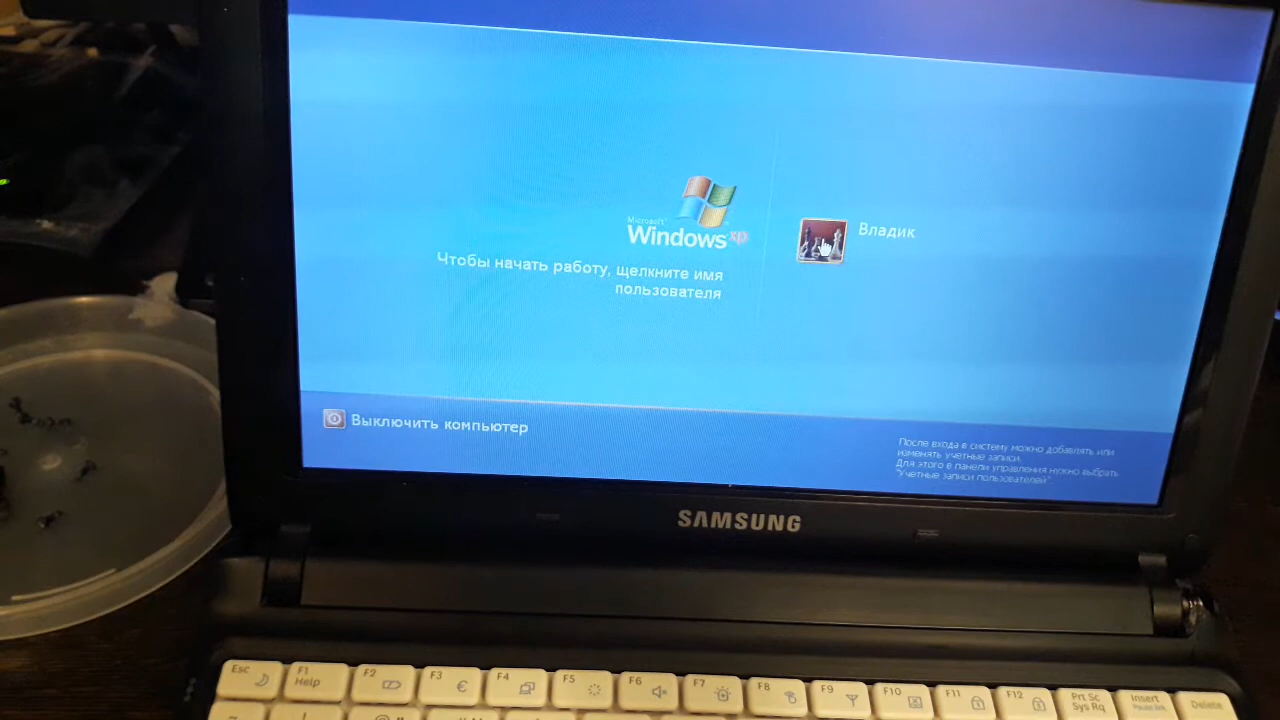 Microsoft
Windows xp
Владик
Чтобы начать работу, щелкните имя
пользователя
Выключить компьютер
После входа в систему можно добавлять или
изменять учетные записи.
Для этого в панели управления нужно выбрать
"Учетные записи пользователей".
SAMSUNG
Esc
F1
Help
F2
F3
€
F4
F5
F6
F7
F8
F9
F10
F11
F12
Prt Sc
Sys Rq
Insert
Delete